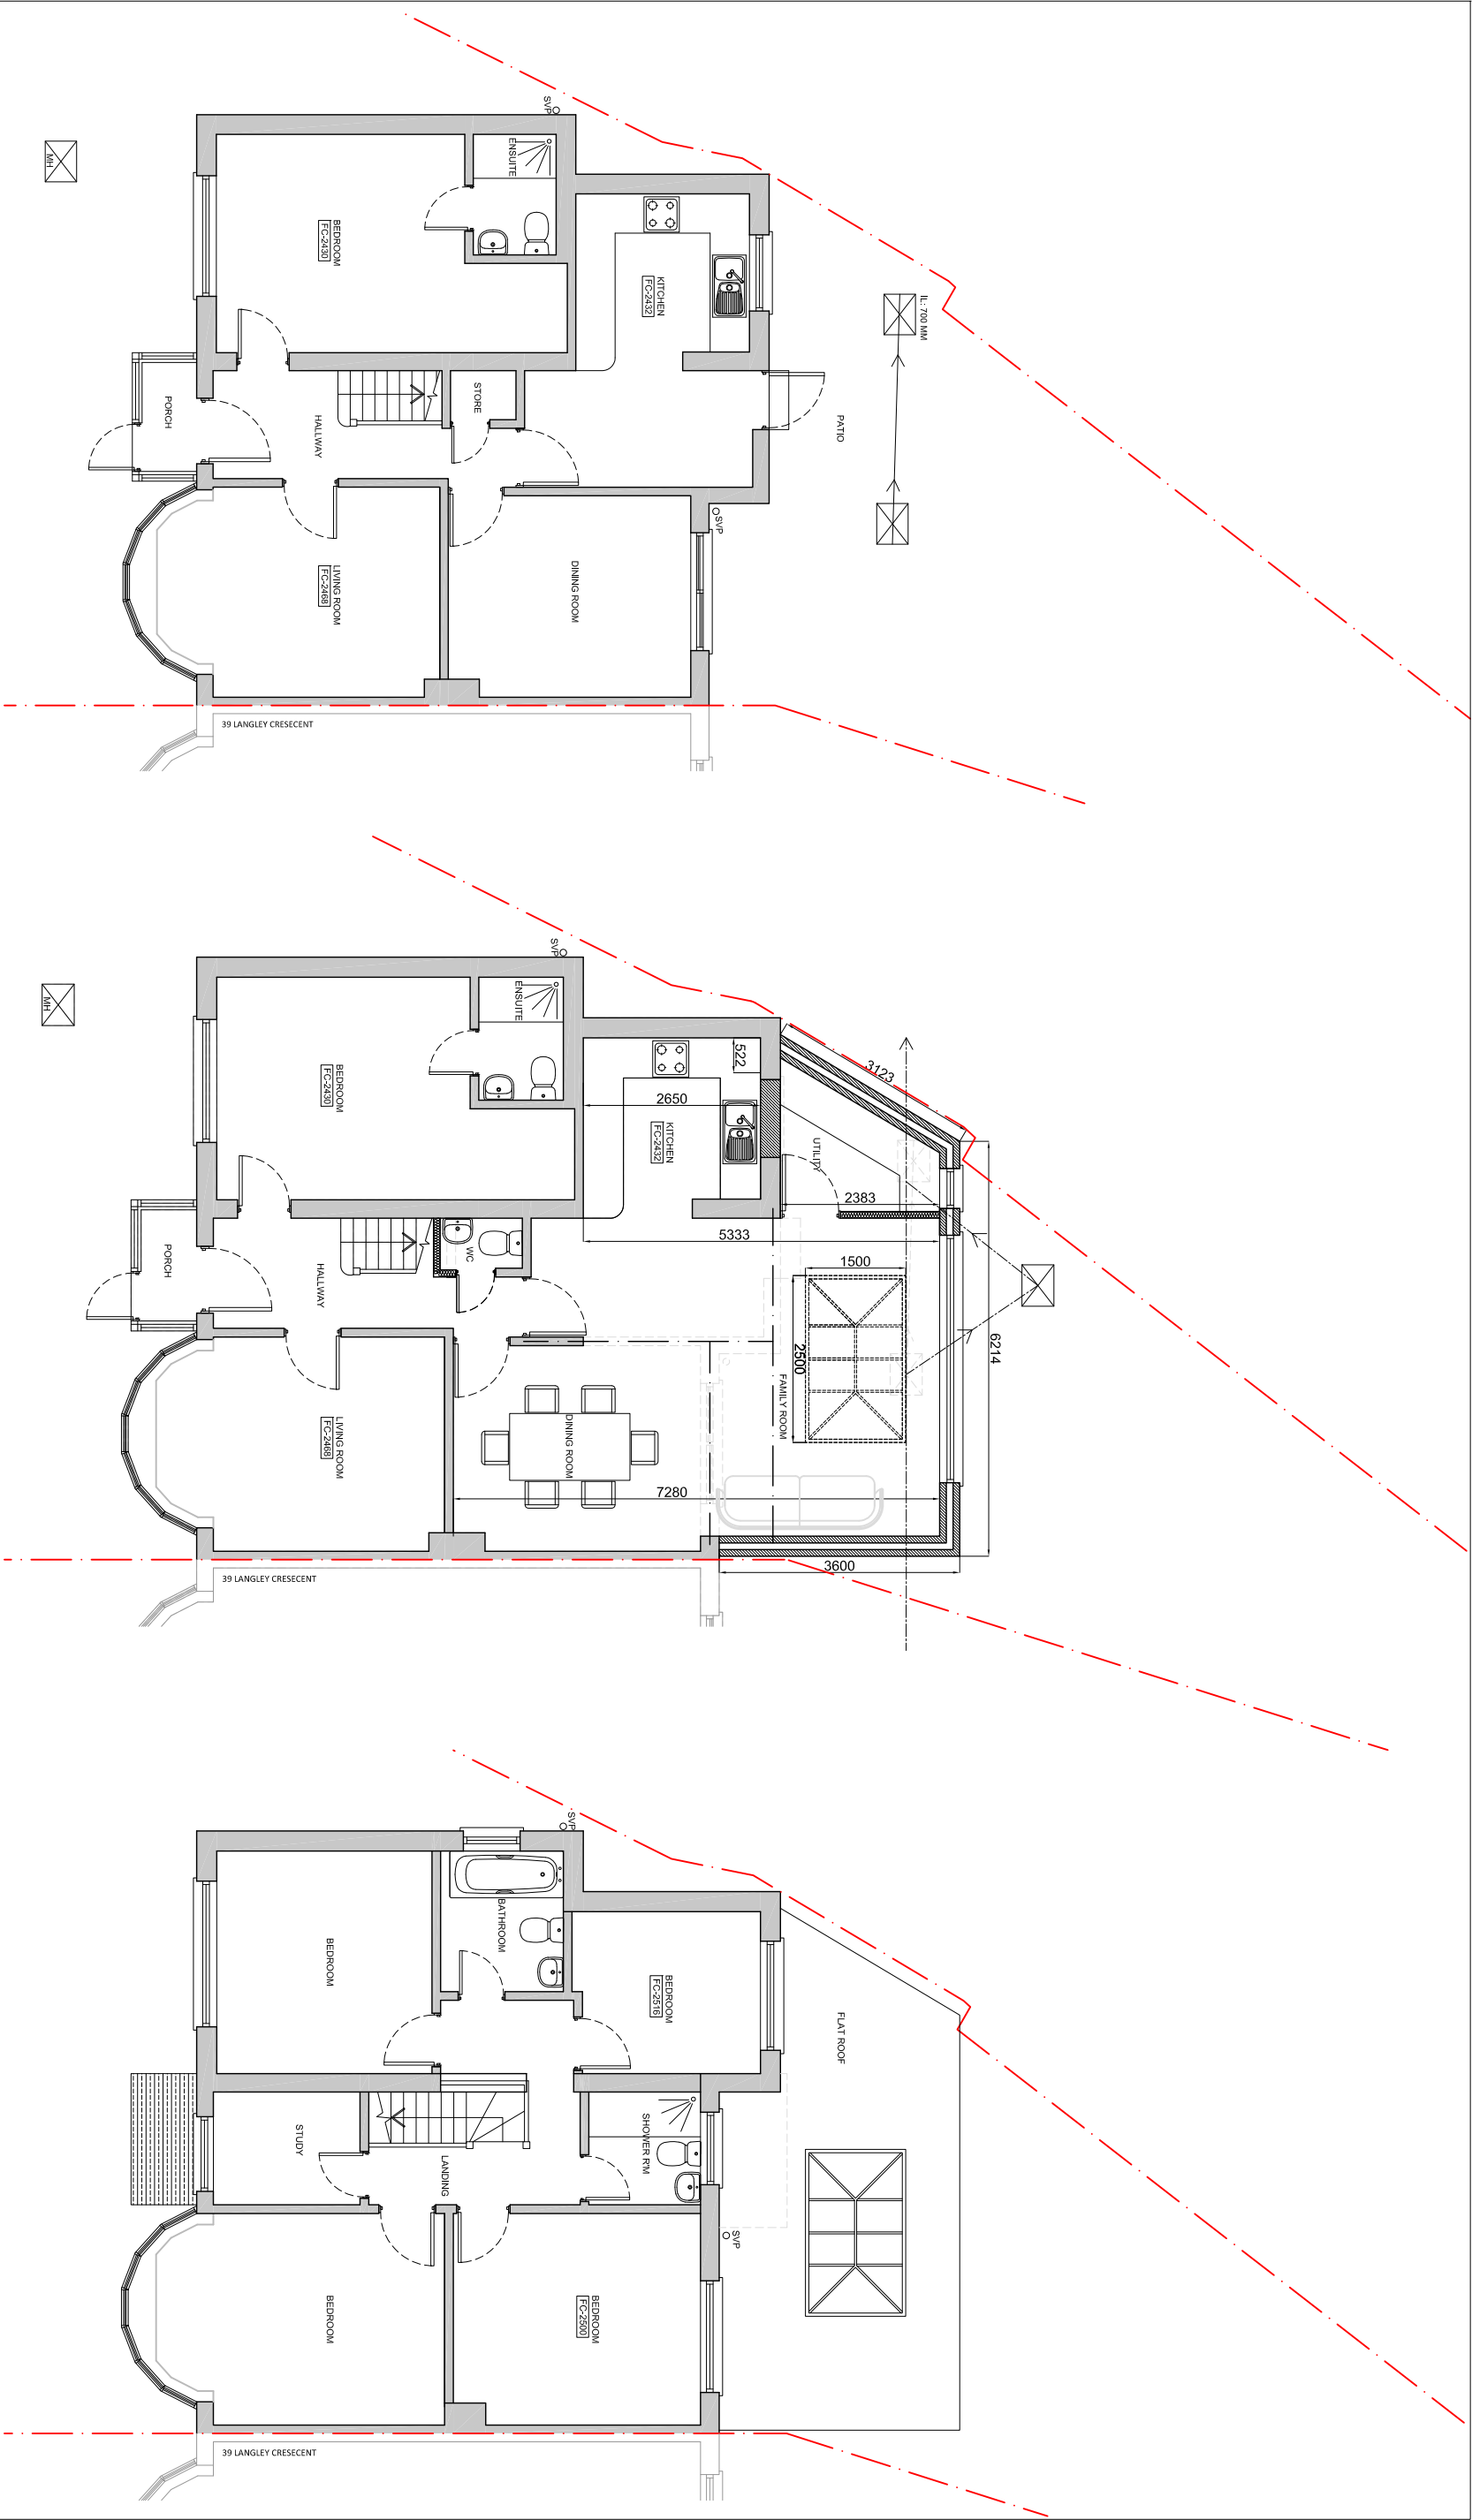 SVP
ENSUITE
MH
BEDROOM
FC-2430
IL: 700 MM
KITCHEN
FC-2432
STORE
PATIO
PORCH
HALLWAY
SVP
LIVING ROOM
FC-2468
DINING ROOM
39 LANGLEY CRESECENT
SVP
ENSUITE
MH
BEDROOM
FC-2430
522
3123
2650
KITCHEN
FC-2432
UTILITY
2383
5333
WC
1500
PORCH
HALLWAY
2500
6214
FAMILY ROOM
LIVING ROOM
FC-2468
DINING ROOM
7280
3600
39 LANGLEY CRESECENT
SVP
BATHROOM
BEDROOM
BEDROOM
FC-2516
FLAT ROOF
STUDY
LANDING
SHOWER R'M
SVP
BEDROOM
BEDROOM
FC-2500
39 LANGLEY CRESECENT